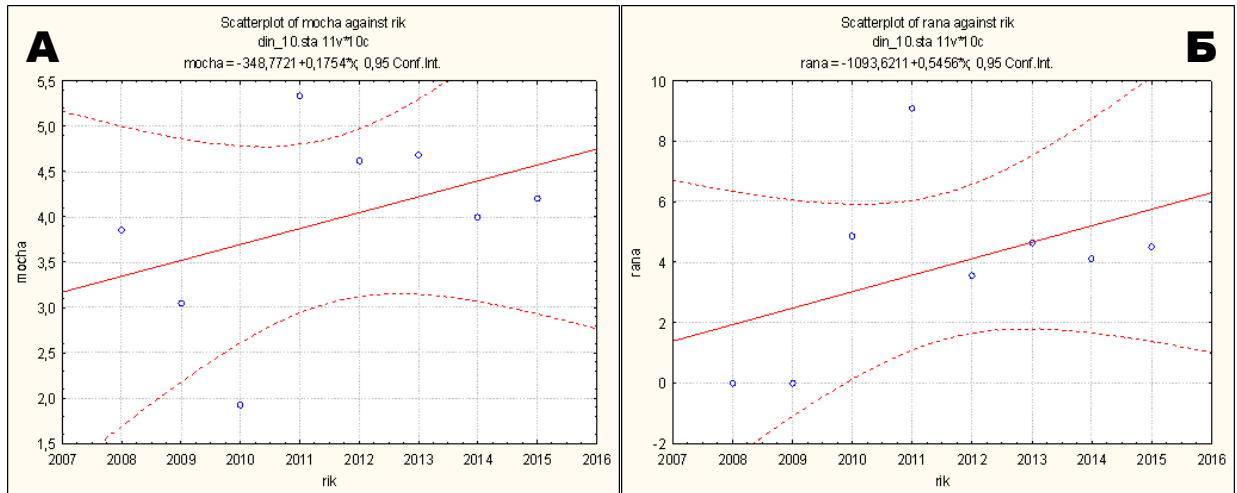 А
Scatterplot of mocha against rik
din_10.sta 11v*10c
mocha = -348,7721+0,1754*x; 0,95 Conf.Int.
5,5
5,0
4,5
4,0
3,5
3,0
2,5
2,0
1,5
mocha
2007 2008 2009 2010 2011 2012 2013 2014 2015 2016
rik
Б
Scatterplot of rana against rik
din_10.sta 11v*10c
rana = -1093,6211+0,5456*x; 0,95 Conf.Int.
10
8
6
4
2
0
-2
rana
2007 2008 2009 2010 2011 2012 2013 2014 2015 2016
rik